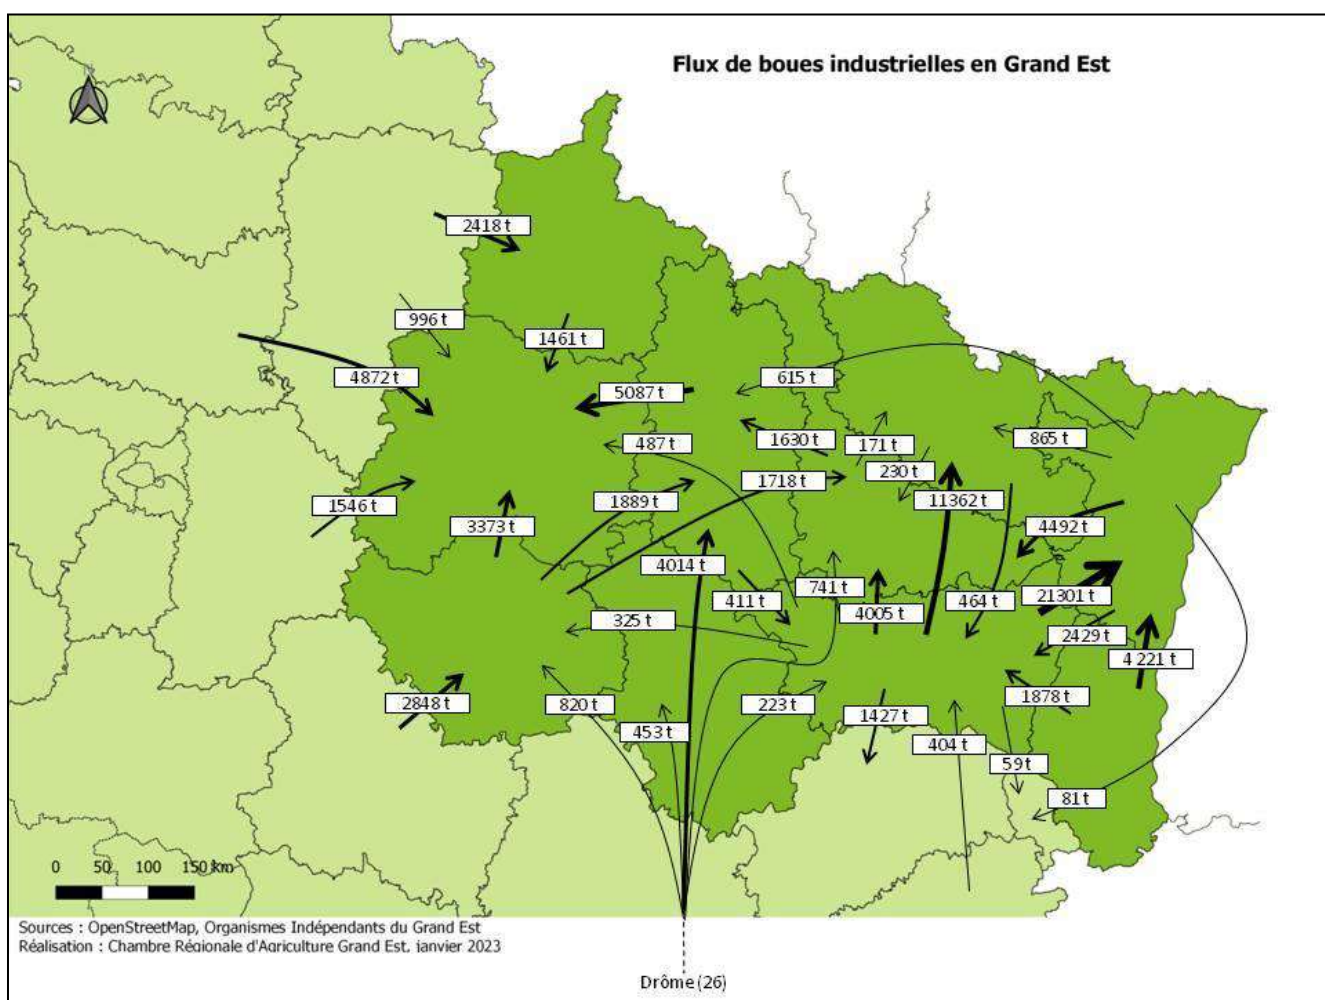 Flux de boues industrielles en Grand Est
N
2418 t
996 t
1461 t
4872 t
5087 t
615 t
487 t
1630 t
171 t
865 t
230 t
1718 t
1889 t
1546 t
11362 t
3373 t
4492 t
4014 t
741 t
411 t
4005 t
464 t
21301 t
325 t
2429 t
4 221 t
2848 t
820 t
223 t
1878 t
453 t
1427 t
404 t
59 t
81 t
0 50 100 150 km
Sources : OpenStreetMap, Organismes Indépendants du Grand Est
Réalisation : Chambre Régionale d'Agriculture Grand Est, janvier 2023
Drôme (26)